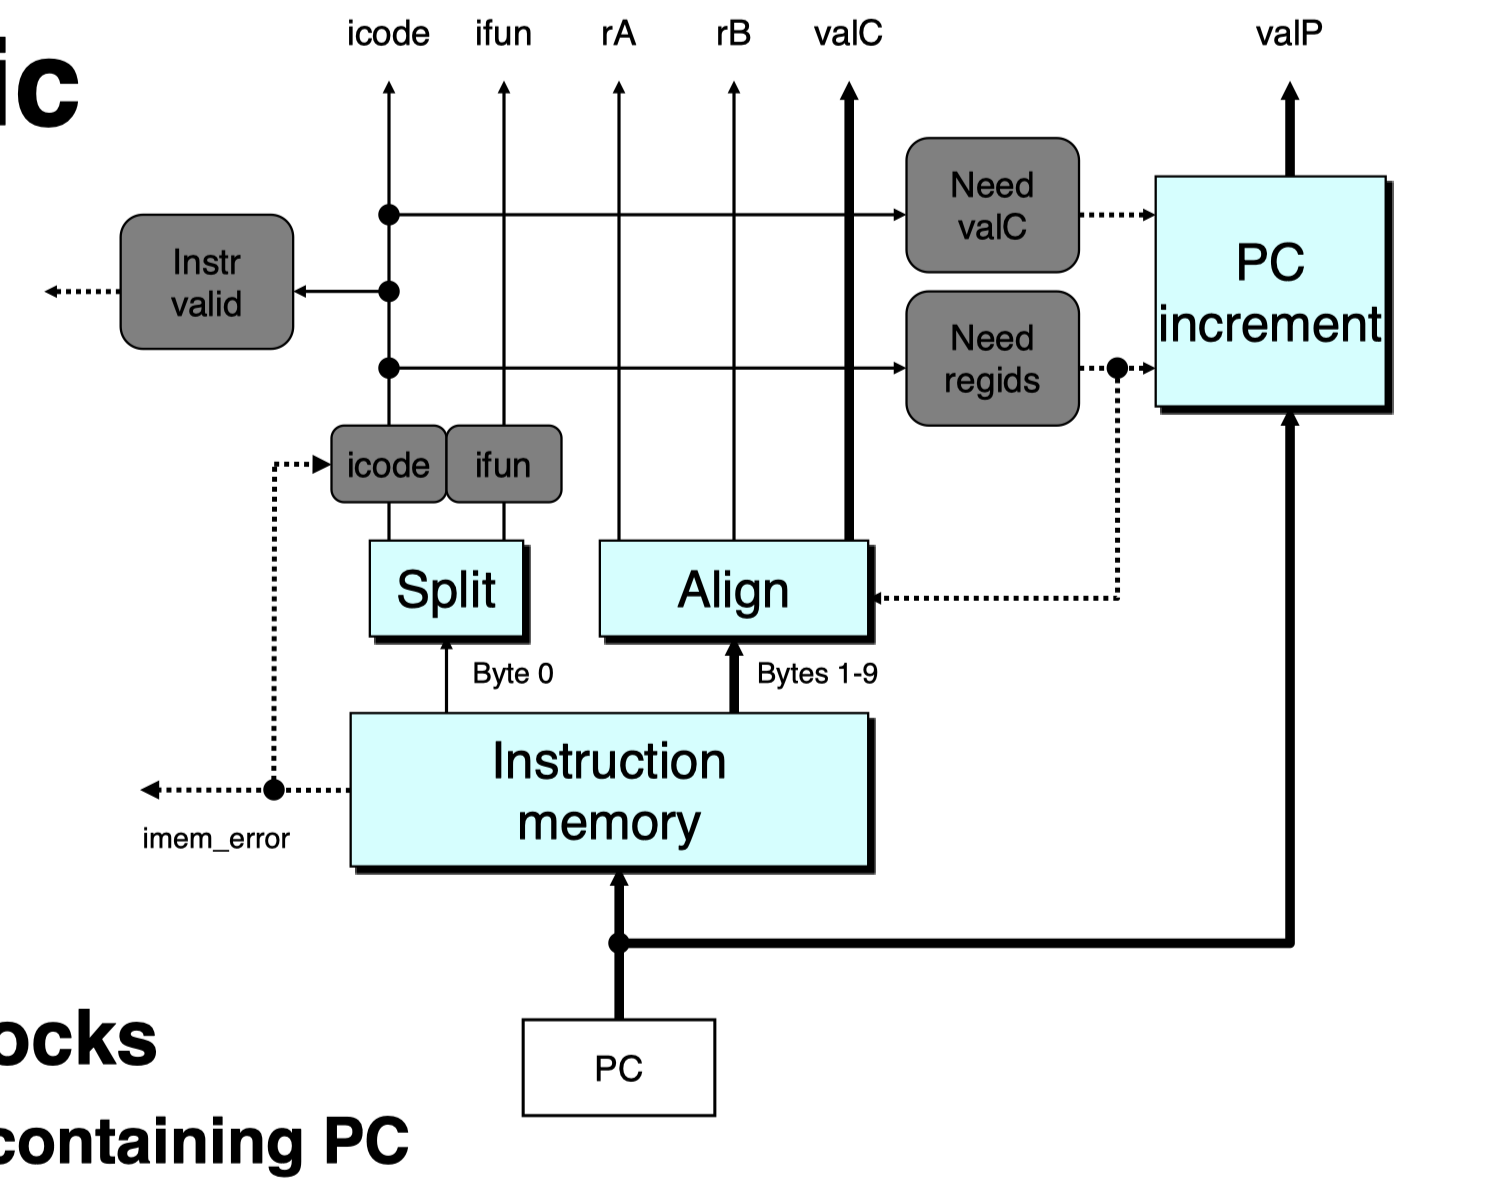 icode ifun rA rB valC valP
ic
Need
valC
Instr
valid
PC
increment
Need
regids
icode ifun
Split
Align
Byte 0
Bytes 1-9
Instruction
memory
imem_error
ocks
PC
containing PC